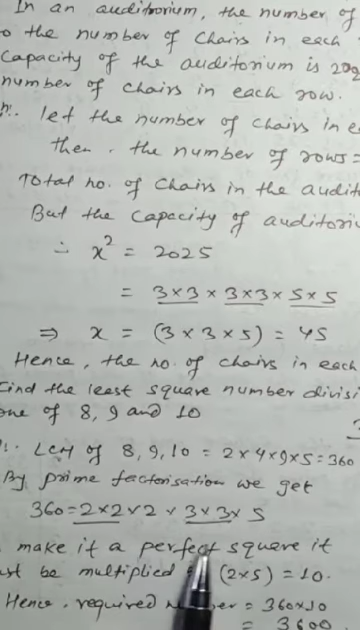 In an auditorium, the number of
to the number of chairs in each
Capacity of the auditorium is 202
number of chairs in each row.
let the number of chairs in e
then, the number of rows =
Total no. of chairs in the audit
But the capacity of auditoriu
∴ x² = 2025
= 3×3 × 3×3 × 5 × 5
⇒ x = (3×3×5) = 45
Hence, the no. of chairs in each
Find the least square number divisi
one of 8, 9 and 10
LCM of 8, 9, 10 = 2×4×9×5 = 360
By prime factorisation we get
360 = 2×2×2 × 3×3 × 5
make it a perfect square it
be multiplied (2×5) = 10.
Hence, required = 360×10
= 3600